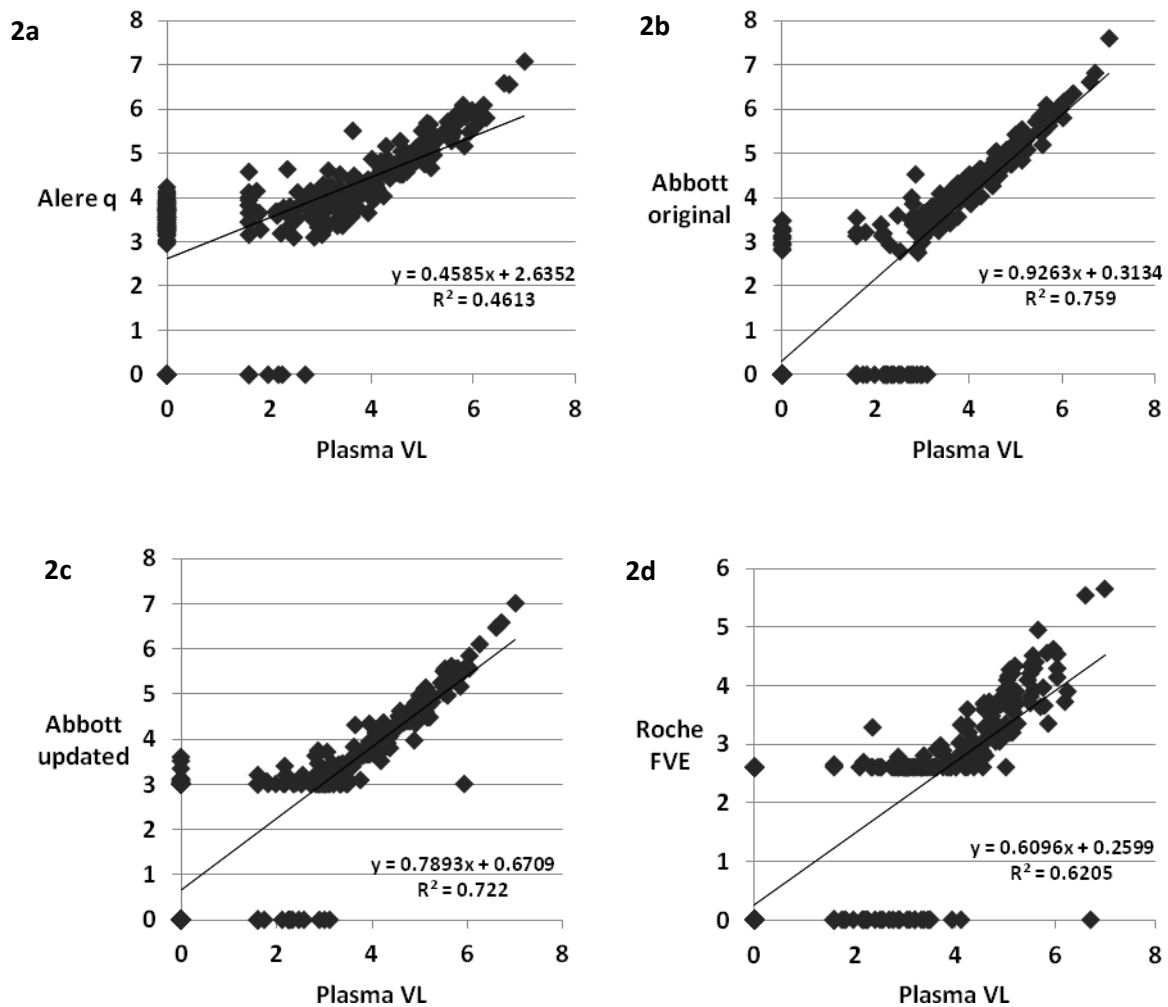 2a
8
7
6
5
4
3
2
1
0
Alere q
y = 0.4585x + 2.6352
R² = 0.4613
0 2 4 6 8
Plasma VL
2b
8
7
6
5
4
3
2
1
0
Abbott
original
y = 0.9263x + 0.3134
R² = 0.759
0 2 4 6 8
Plasma VL
2c
8
7
6
5
4
3
2
1
0
Abbott
updated
y = 0.7893x + 0.6709
R² = 0.722
0 2 4 6 8
Plasma VL
2d
6
5
4
3
2
1
0
Roche
FVE
y = 0.6096x + 0.2599
R² = 0.6205
0 2 4 6 8
Plasma VL